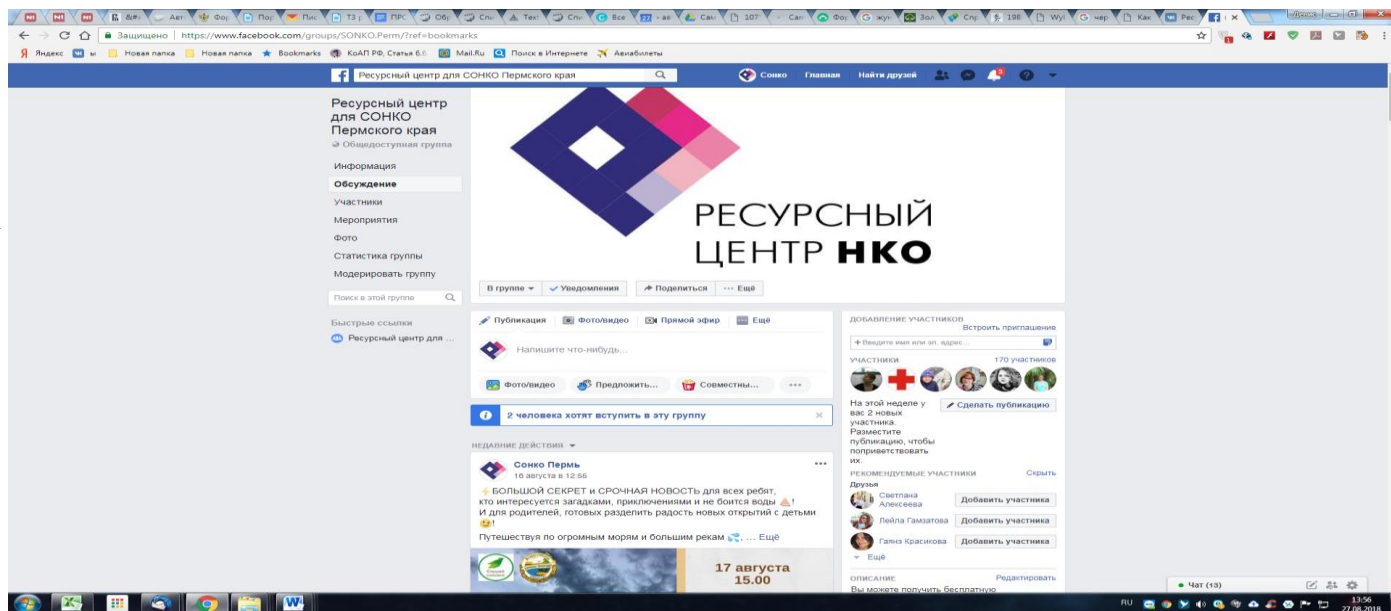 Защищено | https://www.facebook.com/groups/SONKO.Perm/?ref=bookmarks
Яндекс ы Новая папка Новая папка Bookmarks КоАП РФ, Статья 6.8 Mail.Ru Поиск в Интернете Авиабилеты
Ресурсный центр для СОНКО Пермского края Сонко Главная Найти друзей 3
Ресурсный центр
для СОНКО
Пермского края
Общедоступная группа
Информация
Обсуждение
Участники
Мероприятия
Фото
Статистика группы
Модерировать группу
Поиск в этой группе
Быстрые ссылки
Ресурсный центр для ...
РЕСУРСНЫЙ
ЦЕНТР НКО
В группе Уведомления Поделиться ... Ещё
Публикация Фото/видео Прямой эфир Ещё
Напишите что-нибудь...
Фото/видео Предложить... Совместны... ...
2 человека хотят вступить в эту группу
НЕДАВНИЕ ДЕЙСТВИЯ
Сонко Пермь
16 августа в 12:55
БОЛЬШОЙ СЕКРЕТ и СРОЧНАЯ НОВОСТЬ для всех ребят,
кто интересуется загадками, приключениями и не боится воды !
И для родителей, готовых разделить радость новых открытий с детьми
!
Путешествуя по огромным морям и большим рекам , ... Ещё
17 августа
15.00
ДОБАВЛЕНИЕ УЧАСТНИКОВ
Встроить приглашение
+ Введите имя или эл. адрес...
УЧАСТНИКИ 170 участников
На этой неделе у
вас 2 новых
участника.
Разместите
публикацию, чтобы
поприветствовать
их.
Сделать публикацию
РЕКОМЕНДУЕМЫЕ УЧАСТНИКИ Скрыть
Друзья
Светлана
Алексеева
Добавить участника
Лейла Гамзатова Добавить участника
Галнэ Красикова Добавить участника
Ещё
ОПИСАНИЕ Редактировать
Вы можете получить бесплатную
Чат (13)
RU 13:56
27.08.2018